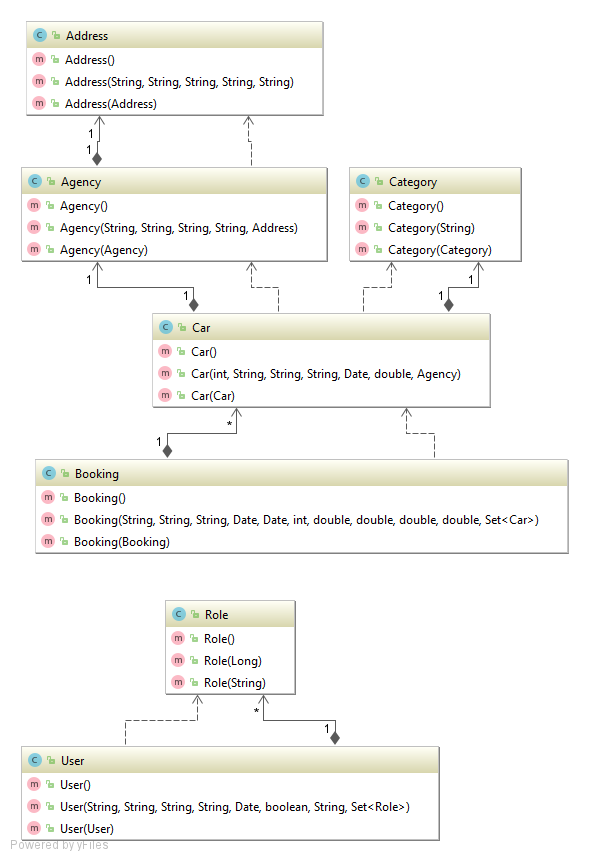 C Address
m Address()
m Address(String, String, String, String, String)
m Address(Address)
1
1
C Agency
m Agency()
m Agency(String, String, String, String, Address)
m Agency(Agency)
C Category
m Category()
m Category(String)
m Category(Category)
1
1
1
1
C Car
m Car()
m Car(int, String, String, String, Date, double, Agency)
m Car(Car)
*
1
C Booking
m Booking()
m Booking(String, String, String, Date, Date, int, double, double, double, double, Set<Car>)
m Booking(Booking)
C Role
m Role()
m Role(Long)
m Role(String)
*
1
C User
m User()
m User(String, String, String, String, Date, boolean, String, Set<Role>)
m User(User)
Powered by yFiles